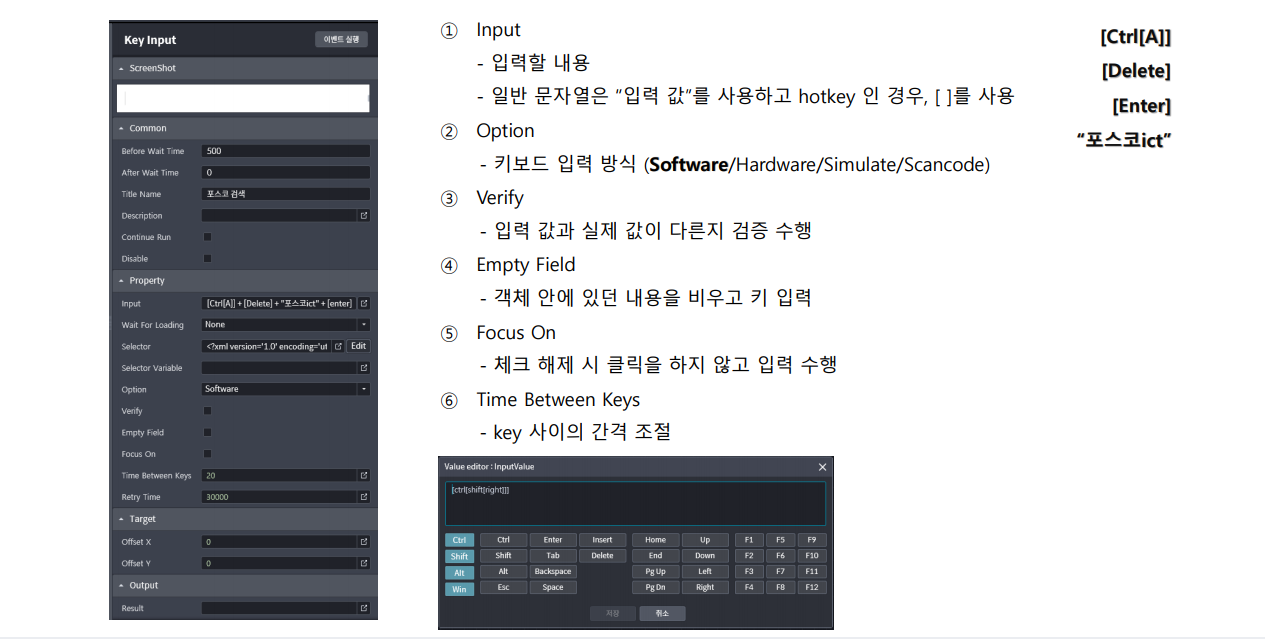 Key Input
이벤트 실행
ScreenShot
Common
Before Wait Time 500
After Wait Time 0
Title Name 포스코 검색
Description
Continue Run
Disable
Property
Input [Ctrl[A]] + [Delete] + "포스코ict" + [enter]
Wait For Loading None
Selector <?xml version='1.0' encoding='ut Edit
Selector Variable
Option Software
Verify
Empty Field
Focus On
Time Between Keys 20
Retry Time 30000
Target
Offset X 0
Offset Y 0
Output
Result
① Input
- 입력할 내용
- 일반 문자열은 “입력 값”를 사용하고 hotkey 인 경우, [ ]를 사용
② Option
- 키보드 입력 방식 (Software/Hardware/Simulate/Scancode)
③ Verify
- 입력 값과 실제 값이 다른지 검증 수행
④ Empty Field
- 객체 안에 있던 내용을 비우고 키 입력
⑤ Focus On
- 체크 해제 시 클릭을 하지 않고 입력 수행
⑥ Time Between Keys
- key 사이의 간격 조절
[Ctrl[A]]
[Delete]
[Enter]
“포스코ict”
Value editor : InputValue
[ctrl[shift[right]]]
Ctrl Ctrl Enter Insert Home Up F1 F5 F9
Shift Shift Tab Delete End Down F2 F6 F10
Alt Alt Backspace Pg Up Left F3 F7 F11
Win Esc Space Pg Dn Right F4 F8 F12
저장 취소